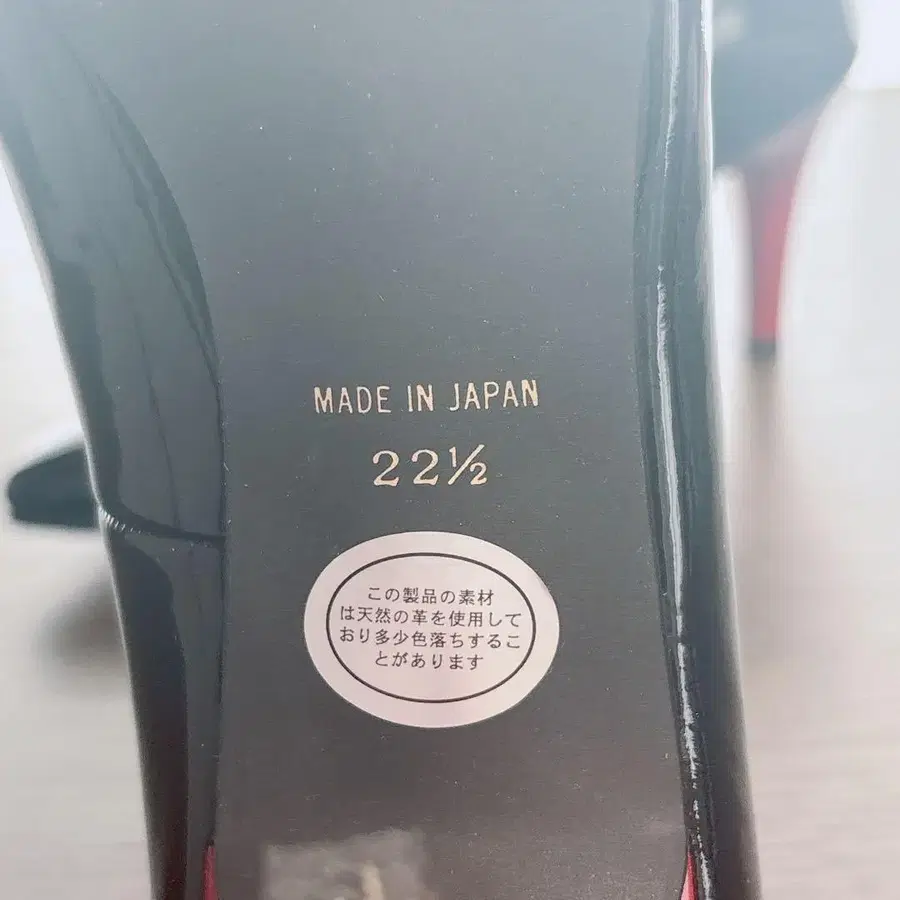 MADE IN JAPAN
22½
この製品の素材
は天然の革を使用して
おり多少色落ちするこ
とがあります